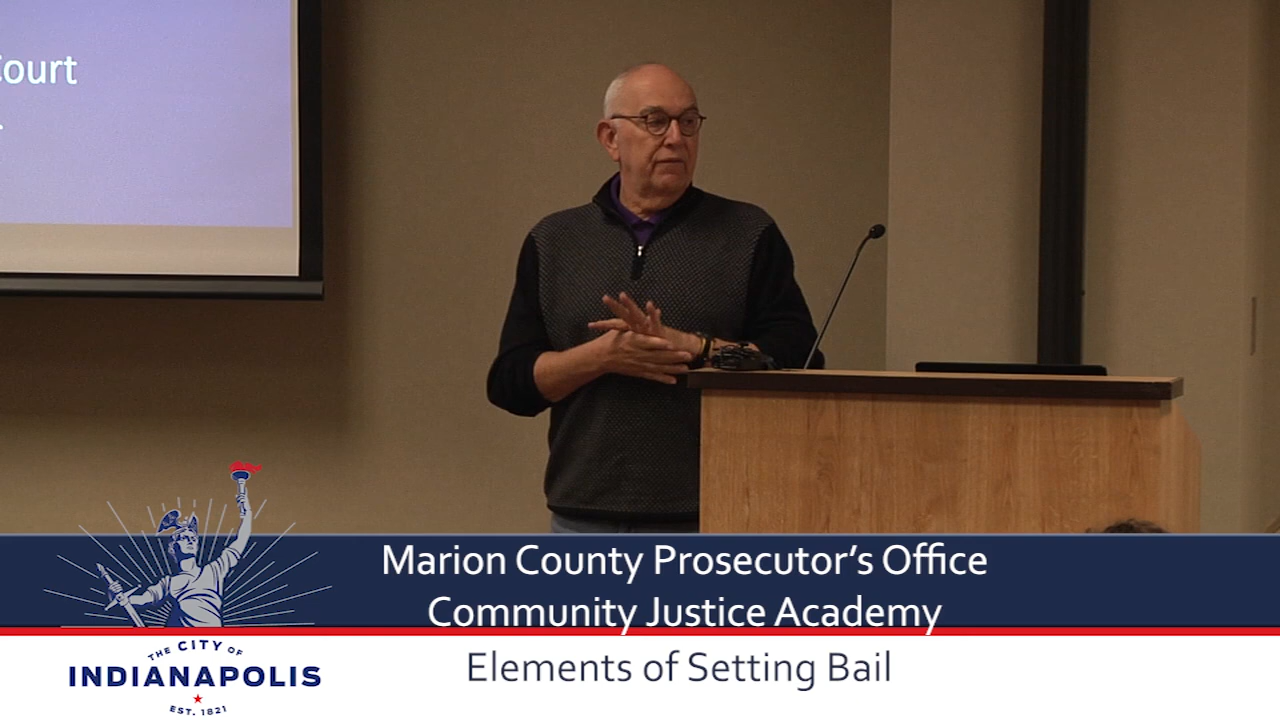 Court
Marion County Prosecutor's Office
Community Justice Academy
Elements of Setting Bail
THE CITY OF
INDIANAPOLIS
EST. 1821